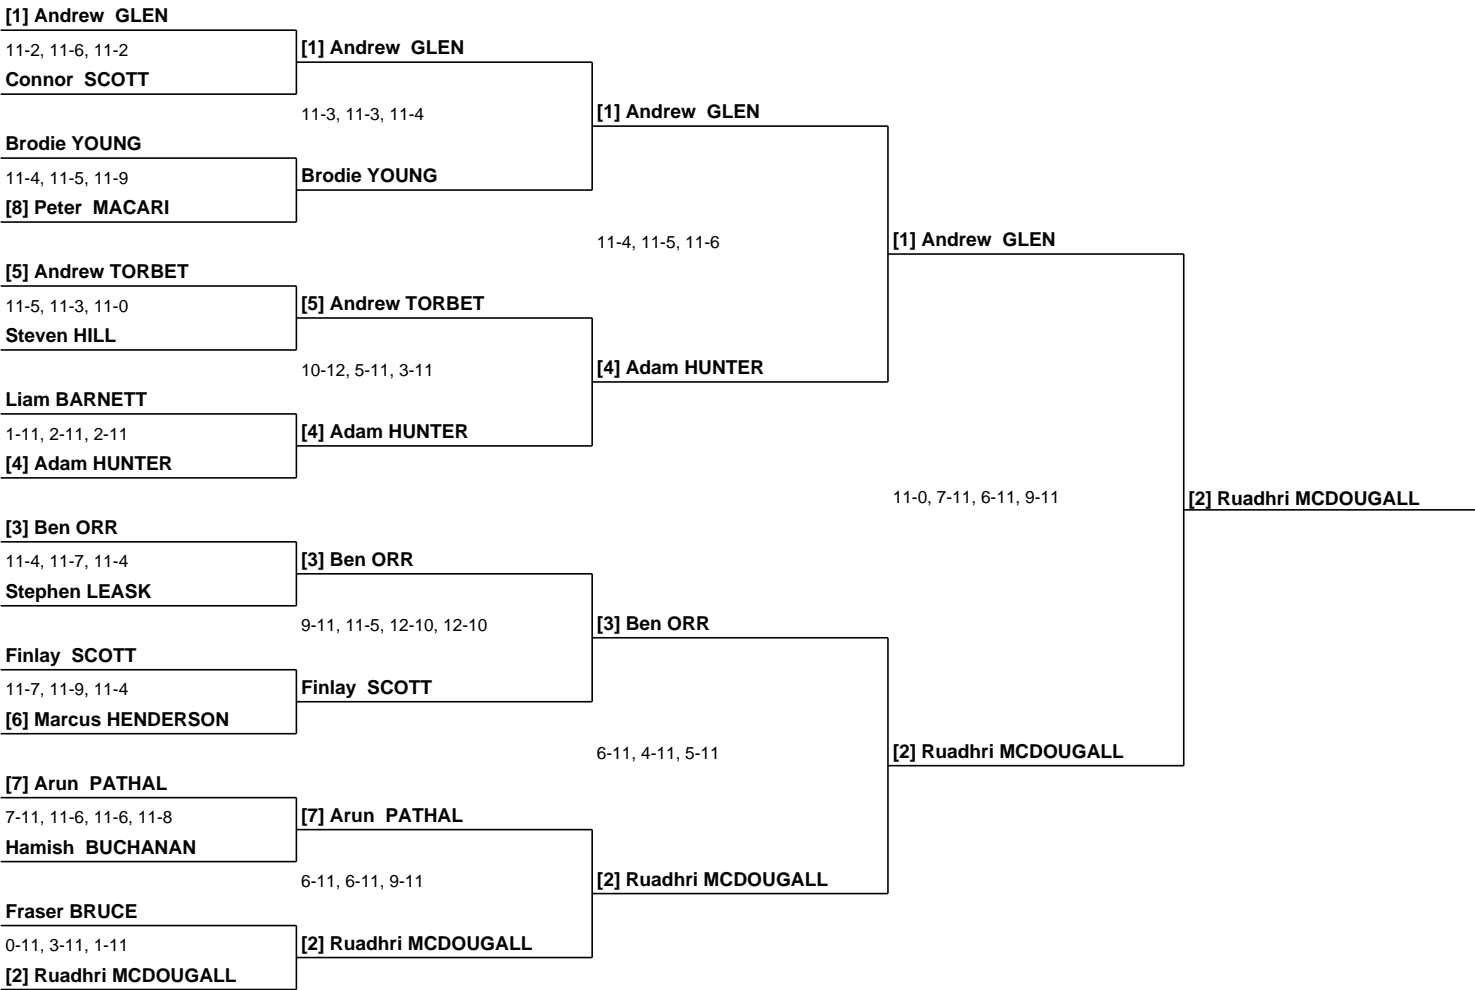 [1] Andrew  GLEN
11-2, 11-6, 11-2
Connor  SCOTT
Brodie YOUNG
11-4, 11-5, 11-9
[8] Peter  MACARI
[5] Andrew TORBET
11-5, 11-3, 11-0
Steven HILL
Liam BARNETT
1-11, 2-11, 2-11
[4] Adam HUNTER
[3] Ben ORR
11-4, 11-7, 11-4
Stephen LEASK
Finlay  SCOTT
11-7, 11-9, 11-4
[6] Marcus HENDERSON
[7] Arun  PATHAL
7-11, 11-6, 11-6, 11-8
Hamish  BUCHANAN
Fraser BRUCE
0-11, 3-11, 1-11
[2] Ruadhri MCDOUGALL
[1] Andrew  GLEN
11-3, 11-3, 11-4
Brodie YOUNG
[5] Andrew TORBET
10-12, 5-11, 3-11
[4] Adam HUNTER
[3] Ben ORR
9-11, 11-5, 12-10, 12-10
Finlay  SCOTT
[7] Arun  PATHAL
6-11, 6-11, 9-11
[2] Ruadhri MCDOUGALL
[1] Andrew  GLEN
11-4, 11-5, 11-6
[4] Adam HUNTER
[3] Ben ORR
6-11, 4-11, 5-11
[2] Ruadhri MCDOUGALL
[1] Andrew  GLEN
11-0, 7-11, 6-11, 9-11
[2] Ruadhri MCDOUGALL
[2] Ruadhri MCDOUGALL